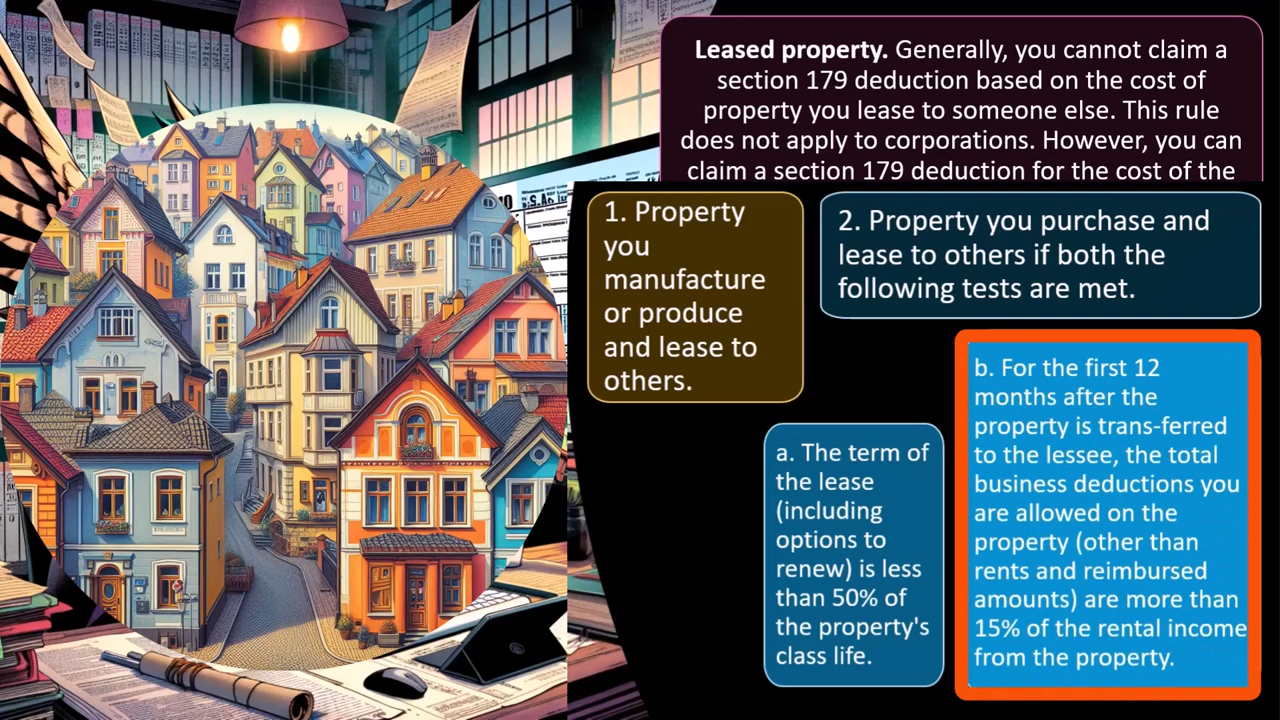 Leased property. Generally, you cannot claim a
section 179 deduction based on the cost of
property you lease to someone else. This rule
does not apply to corporations. However, you can
claim a section 179 deduction for the cost of the
1. Property
you
manufacture
or produce
and lease to
others.
2. Property you purchase and
lease to others if both the
following tests are met.
a. The term of
the lease
(including
options to
renew) is less
than 50% of
the property's
class life.
b. For the first 12
months after the
property is trans-ferred
to the lessee, the total
business deductions you
are allowed on the
property (other than
rents and reimbursed
amounts) are more than
15% of the rental income
from the property.